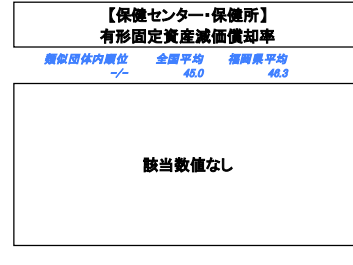 【保健センター・保健所】
有形固定資産減価償却率
類似団体内順位 全国平均 福岡県平均
-/- 45.0 46.3
該当数値なし